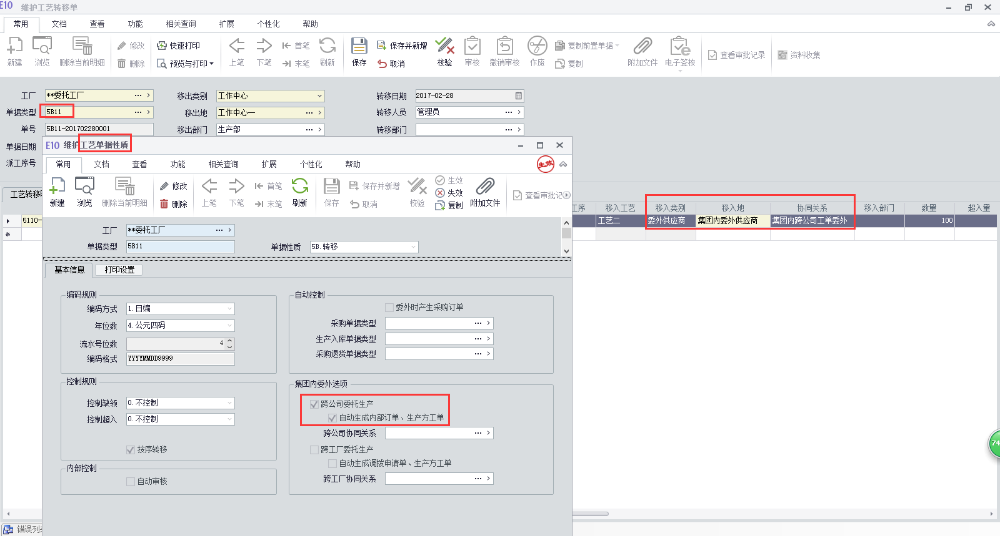 E10 维护工艺转移单
常用 文档 查看 功能 相关查询 扩展 个性化 帮助
新建 浏览 删除当前明细 修改 删除 快速打印 预览与打印 上笔 下笔 首笔 末笔 刷新 保存 保存并新增 取消 校验 审核 撤销审核 作废 复制前置单据 复制 附加文件 电子签核 查看审批记录 资料收集
工厂 **委托工厂 移出类别 工作中心 转移日期 2017-02-28
单据类型 5B11 移出地 工作中心一 转移人员 管理员
单号 5B11-201702280001 移出部门 生产部 转移部门
单据日期
派工序号
工艺转移明
工序 移入工艺 移入类别 移入地 协同关系 移入部门 数量 超入量
5110- 工艺二 委外供应商 集团内委外供应商 集团内跨公司工单委外 100
E10 维护工艺单据性质
常用 文档 查看 功能 相关查询 扩展 个性化 帮助
生效
新建 浏览 删除当前明细 修改 删除 上笔 下笔 首笔 末笔 刷新 保存 保存并新增 取消 校验 生效 失效 复制 附加文件 查看审批记
工厂 **委托工厂
单据类型 5B11 单据性质 5B.转移
基本信息 打印设置
编码规则
编码方式 1.日编
年位数 4.公元四码
流水号位数 4
编码格式 YYYYMMDD9999
控制规则
控制缺领 0.不控制
控制超入 0.不控制
按序转移
内部控制
自动审核
自动控制
委外时产生采购订单
采购单据类型
生产入库单据类型
采购退货单据类型
集团内委外选项
跨公司委托生产
自动生成内部订单、生产方工单
跨公司协同关系
跨工厂委托生产
自动生成调拨申请单、生产方工单
跨工厂协同关系
74
错误列表